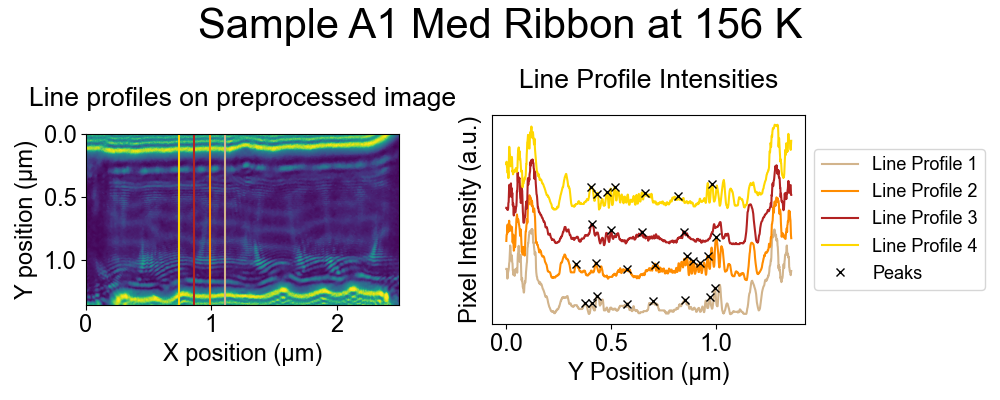 Sample A1 Med Ribbon at 156 K
Line profiles on preprocessed image
0.0
0.5
1.0
Y position (μm)
0
1
2
X position (μm)
Line Profile Intensities
Pixel Intensity (a.u.)
0.0
0.5
1.0
Y Position (μm)
Line Profile 1
Line Profile 2
Line Profile 3
Line Profile 4
Peaks